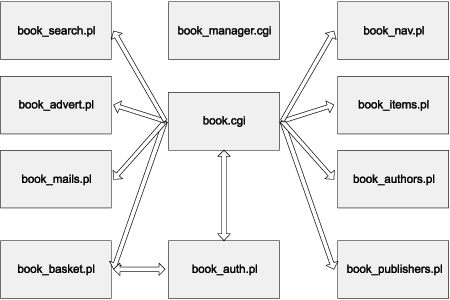 book_search.pl
book_manager.cgi
book_nav.pl
book_advert.pl
book.cgi
book_items.pl
book_mails.pl
book_authors.pl
book_basket.pl
book_auth.pl
book_publishers.pl